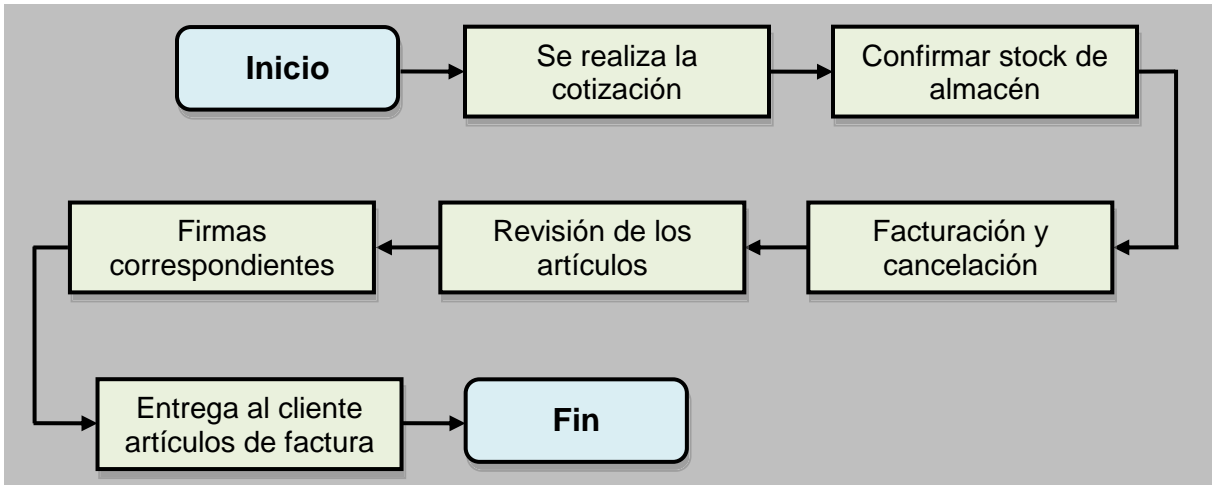 Inicio
Se realiza la
cotización
Confirmar stock de
almacén
Facturación y
cancelación
Revisión de los
artículos
Firmas
correspondientes
Entrega al cliente
artículos de factura
Fin